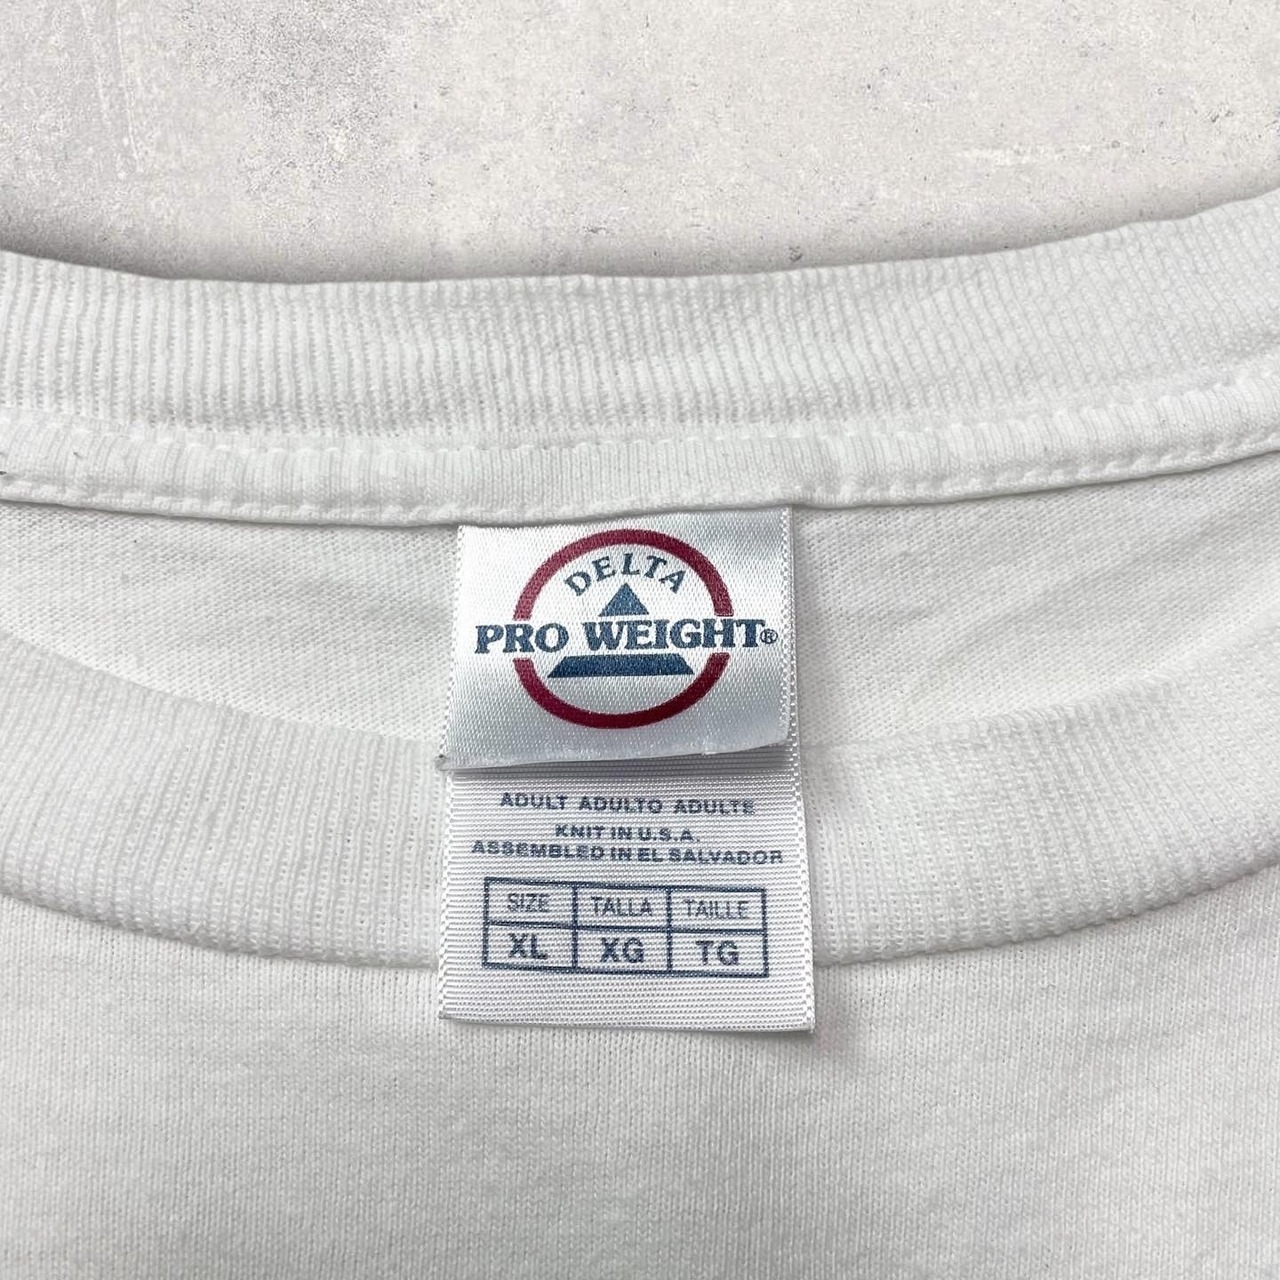 DELTA
PRO WEIGHT®
ADULT ADULTO ADULTE
KNIT IN U.S.A.
ASSEMBLED IN EL SALVADOR
SIZE TALLA TAILLE
XL XG TG